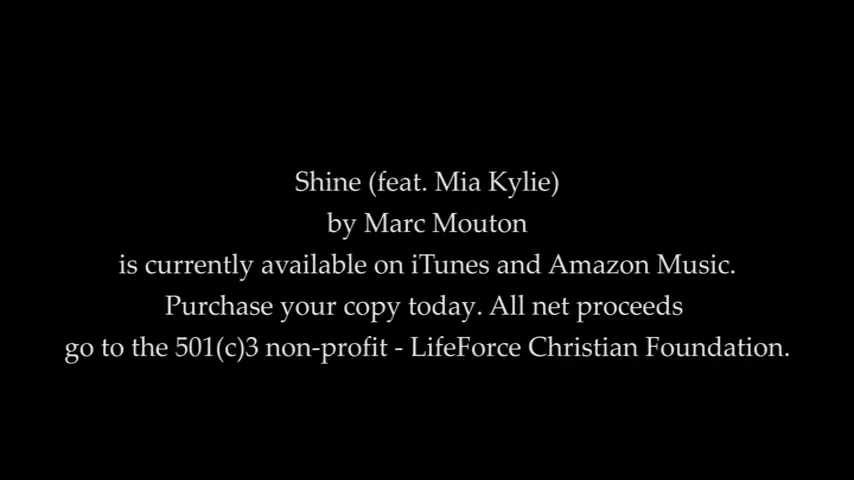 Shine (feat. Mia Kylie)
by Marc Mouton
is currently available on iTunes and Amazon Music.
Purchase your copy today. All net proceeds
go to the 501(c)3 non-profit - LifeForce Christian Foundation.